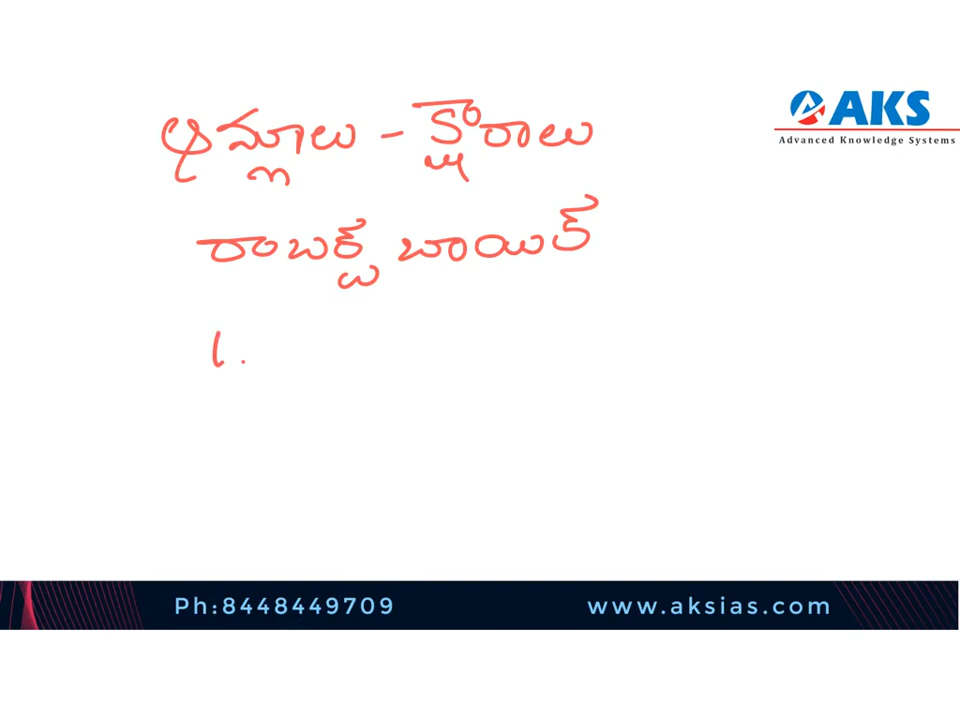 ఆమ్లాలు - క్షారాలు
AKS
Advanced Knowledge Systems
రాబర్ట్ బాయిల్
1.
Ph:8448449709
www.aksias.com